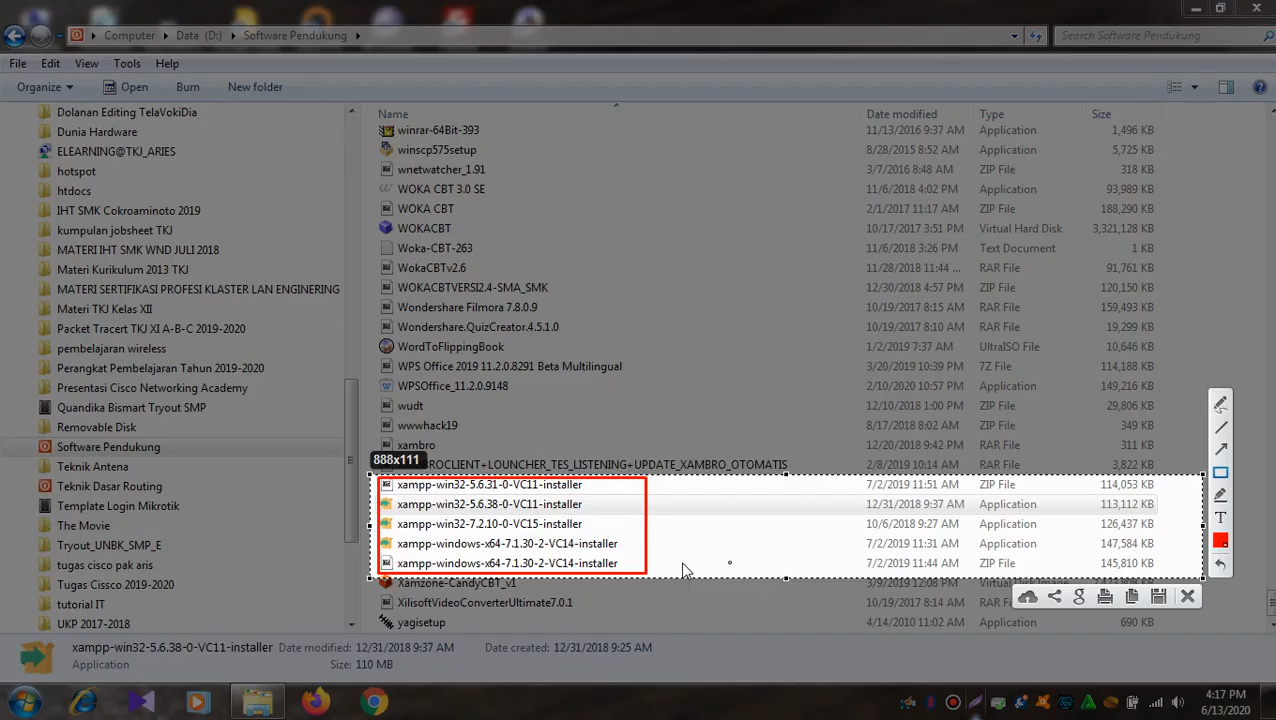 Computer ▸ Data (D:) ▸ Software Pendukung ▸
Search Software Pendukung
File Edit View Tools Help
Organize Open Burn New folder
Dolanan Editing TelaVokiDia
Dunia Hardware
ELEARNING@TKJ_ARIES
hotspot
htdocs
IHT SMK Cokroaminoto 2019
kumpulan jobsheet TKJ
MATERI IHT SMK WND JULI 2018
Materi Kurikulum 2013 TKJ
MATERI SERTIFIKASI PROFESI KLASTER LAN ENGINERING
Materi TKJ Kelas XII
Packet Tracert TKJ XI A-B-C 2019-2020
pembelajaran wireless
Perangkat Pembelajaran Tahun 2019-2020
Presentasi Cisco Networking Academy
Quandika Bismart Tryout SMP
Removable Disk
Software Pendukung
Teknik Antena
Teknik Dasar Routing
Template Login Mikrotik
The Movie
Tryout_UNBK_SMP_E
tugas cisco pak aris
Tugas Cissco 2019-2020
tutorial IT
UKP 2017-2018
Name Date modified Type Size
winrar-64Bit-393 11/13/2016 9:37 AM Application 1,496 KB
winscp575setup 8/28/2015 8:52 AM Application 5,725 KB
wnetwatcher_1.91 3/7/2016 8:48 AM ZIP File 318 KB
WOKA CBT 3.0 SE 11/6/2018 4:02 PM Application 93,989 KB
WOKA CBT 2/1/2019 11:17 AM ZIP File 188,290 KB
WOKACBT 10/17/2017 3:51 PM Virtual Hard Disk 3,321,128 KB
Woka-CBT-263 11/6/2018 3:26 PM Text Document 1 KB
WokaCBTv2.6 11/28/2018 11:44 ... RAR File 91,761 KB
WOKACBTVERSI2.4-SMA_SMK 12/30/2018 4:57 PM RAR File 120,150 KB
Wondershare Filmora 7.8.0.9 10/19/2017 8:15 AM RAR File 159,493 KB
Wondershare.QuizCreator.4.5.1.0 10/19/2017 8:10 AM RAR File 19,299 KB
WordToFlippingBook 1/2/2019 7:37 AM UltraISO File 10,646 KB
WPS Office 2019 11.2.0.8291 Beta Multilingual 3/20/2019 10:39 PM 7Z File 114,188 KB
WPSOffice_11.2.0.9148 2/10/2020 10:57 PM Application 149,216 KB
wudt 12/10/2018 1:00 PM ZIP File 29,806 KB
wwwhack19 8/17/2018 8:02 AM ZIP File 349 KB
xambro 12/10/2018 9:42 PM RAR File 311 KB
888x111
BROCLIENT+LOUNCHER_TES_LISTENING+UPDATE_XAMBRO_OTOMATIS 2/8/2019 10:14 AM RAR File 3,822 KB
xampp-win32-5.6.31-0-VC11-installer 7/2/2019 11:51 AM ZIP File 114,053 KB
xampp-win32-5.6.38-0-VC11-installer 12/31/2018 9:37 AM Application 113,112 KB
xampp-win32-7.2.10-0-VC15-installer 10/6/2018 9:27 AM Application 126,437 KB
xampp-windows-x64-7.1.30-2-VC14-installer 7/2/2019 11:31 AM Application 147,584 KB
xampp-windows-x64-7.1.30-2-VC14-installer 7/2/2019 11:44 AM ZIP File 145,810 KB
Xamzone-CandyCBT_v1 3/9/2019 12:08 PM
XilisoftVideoConverterUltimate7.0.1 10/19/2017 8:14 AM
yagisetup 4/14/2010 11:02 AM Application 690 KB
T
xampp-win32-5.6.38-0-VC11-installer Date modified: 12/31/2018 9:37 AM Date created: 12/31/2018 9:25 AM
Application Size: 110 MB
4:17 PM
6/13/2020